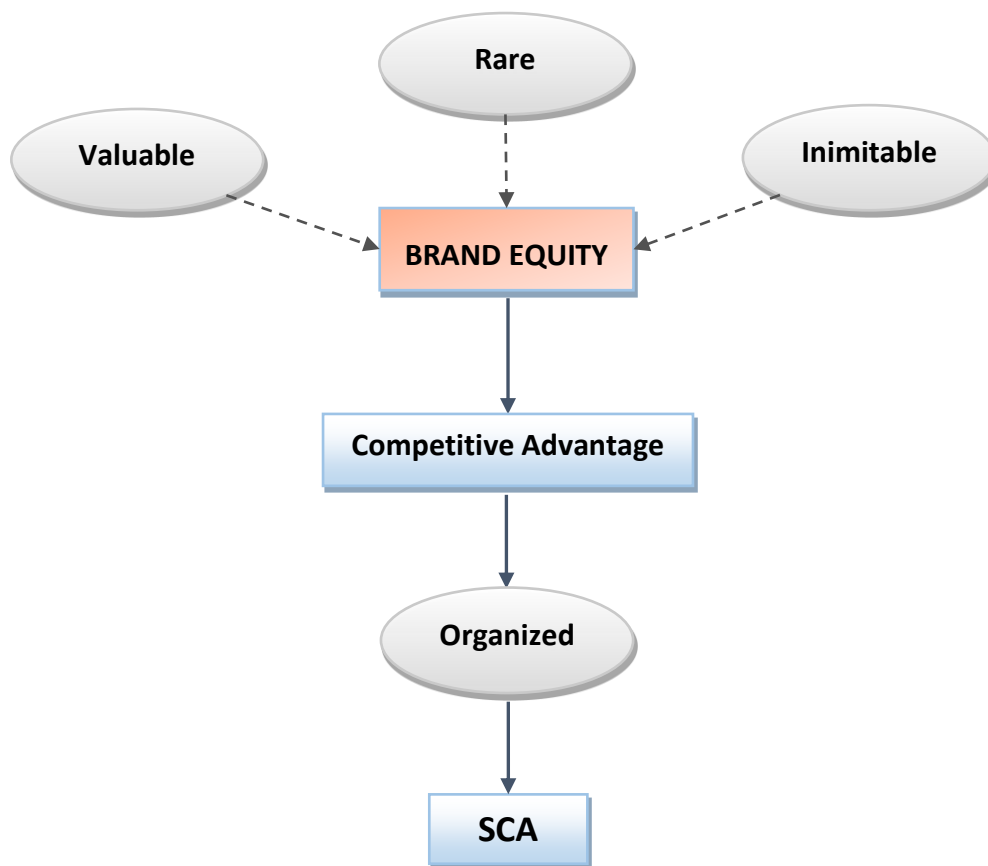 Rare
Valuable
Inimitable
BRAND EQUITY
Competitive Advantage
Organized
SCA